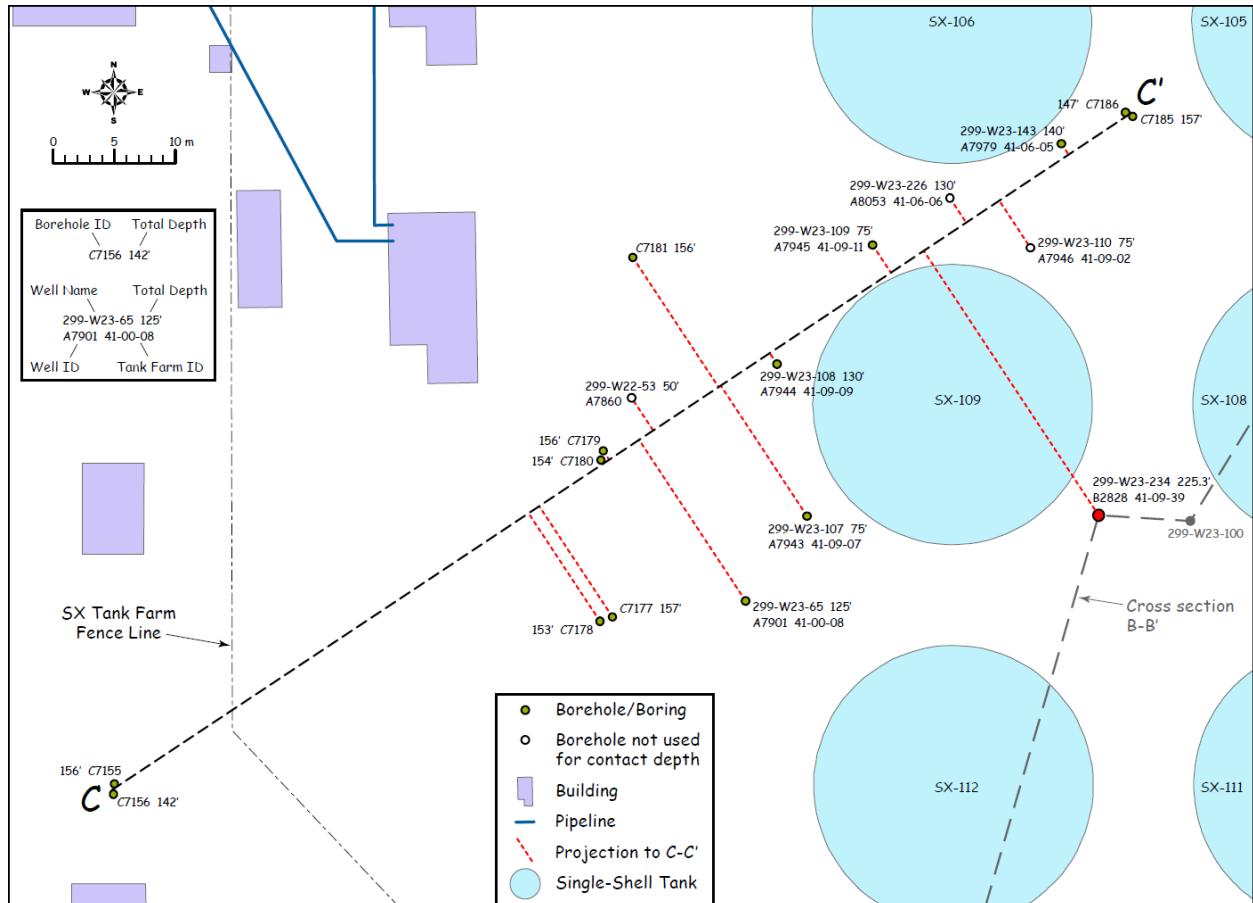 SX-106
SX-105
N
W E
S
0 5 10 m
C'
147' C7186
C7185 157'
299-W23-143 140'
A7979 41-06-05
299-W23-226 130'
A8053 41-06-06
Borehole ID Total Depth
C7156 142'
Well Name Total Depth
299-W23-65 125'
A7901 41-00-08
Well ID Tank Farm ID
C7181 156'
299-W23-109 75'
A7945 41-09-11
299-W23-110 75'
A7946 41-09-02
299-W23-108 130'
A7944 41-09-09
299-W22-53 50'
A7860
SX-109
SX-108
156' C7179
154' C7180
299-W23-234 225.3'
B2828 41-09-39
299-W23-100
299-W23-107 75'
A7943 41-09-07
C7177 157'
153' C7178
299-W23-65 125'
A7901 41-00-08
SX Tank Farm
Fence Line
Cross section
B-B'
156' C7155
C
C7156 142'
Borehole/Boring
Borehole not used
for contact depth
Building
Pipeline
Projection to C-C'
Single-Shell Tank
SX-112
SX-111